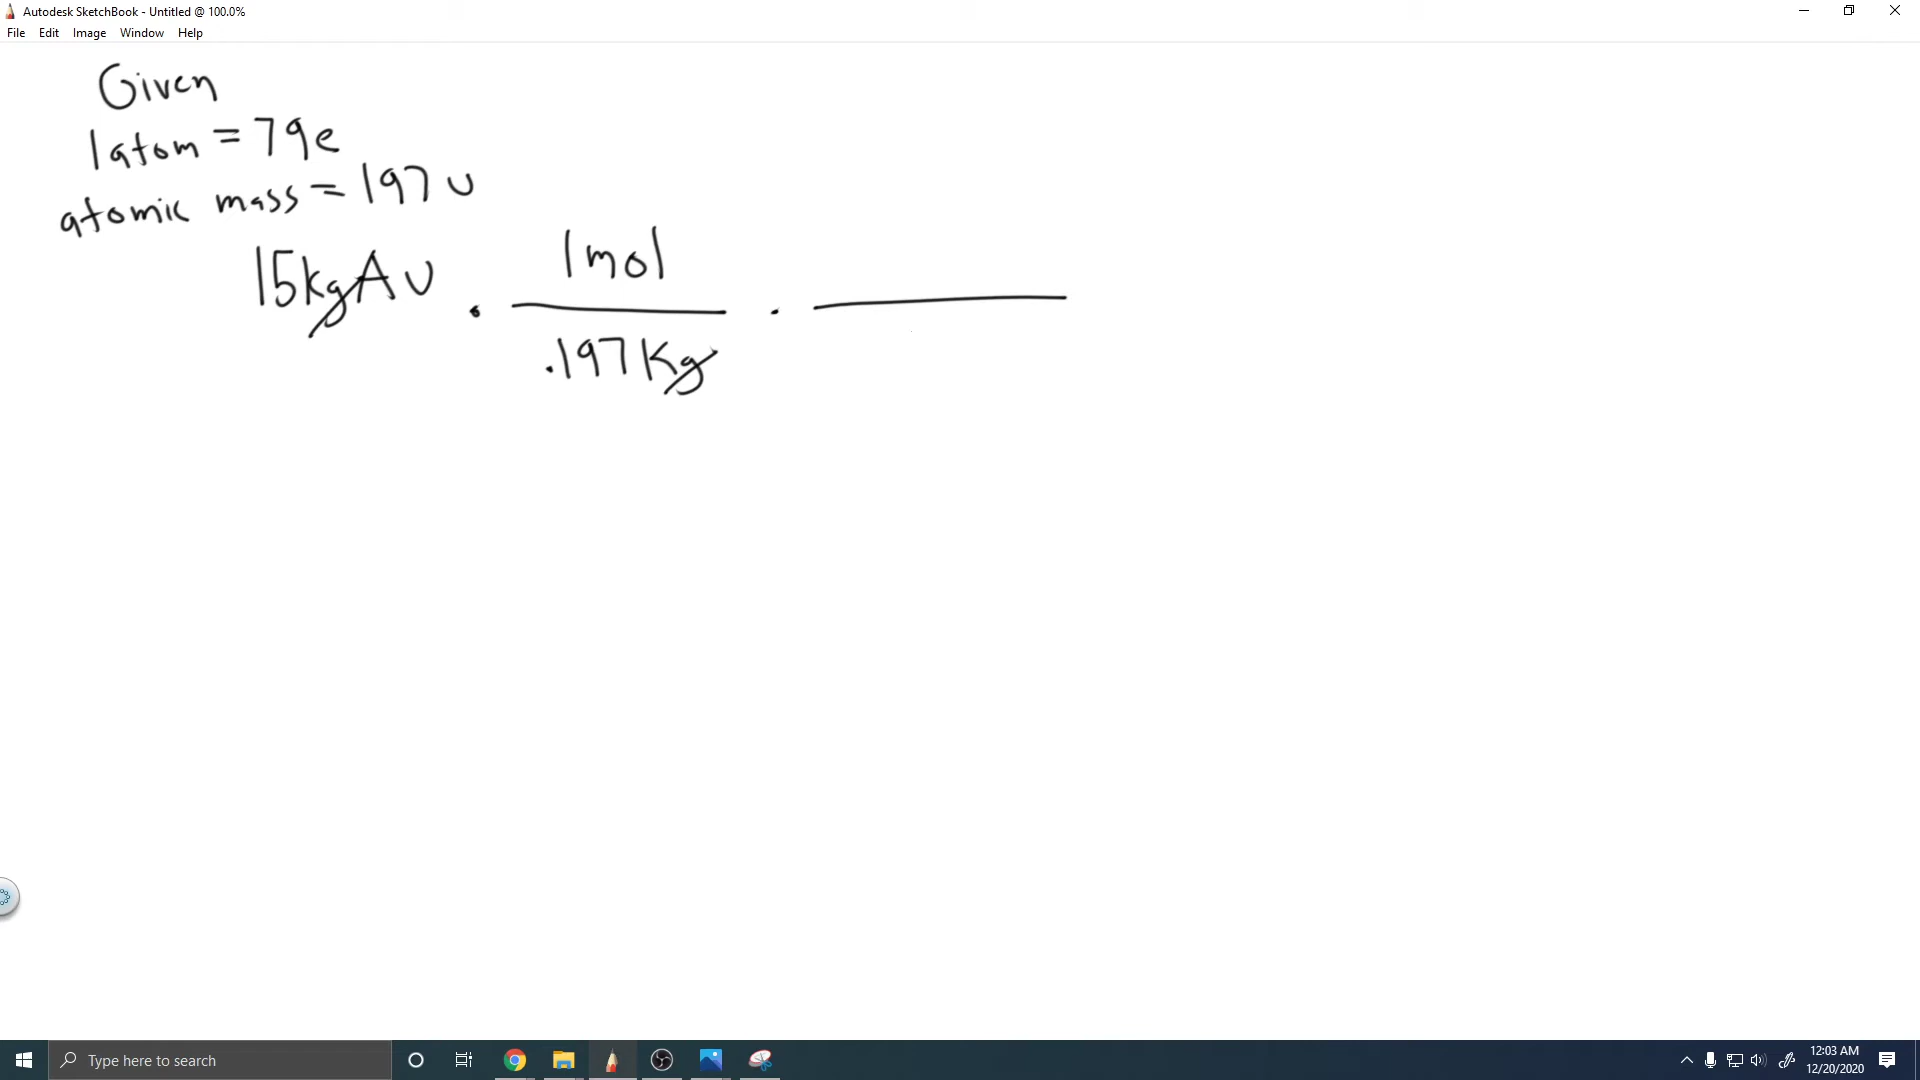 Autodesk SketchBook - Untitled @ 100.0%
File Edit Image Window Help
Given
1atom = 79e
atomic mass = 197 u
15kgAu · 1mol ·
.197Kg
Type here to search
12:03 AM
12/20/2020